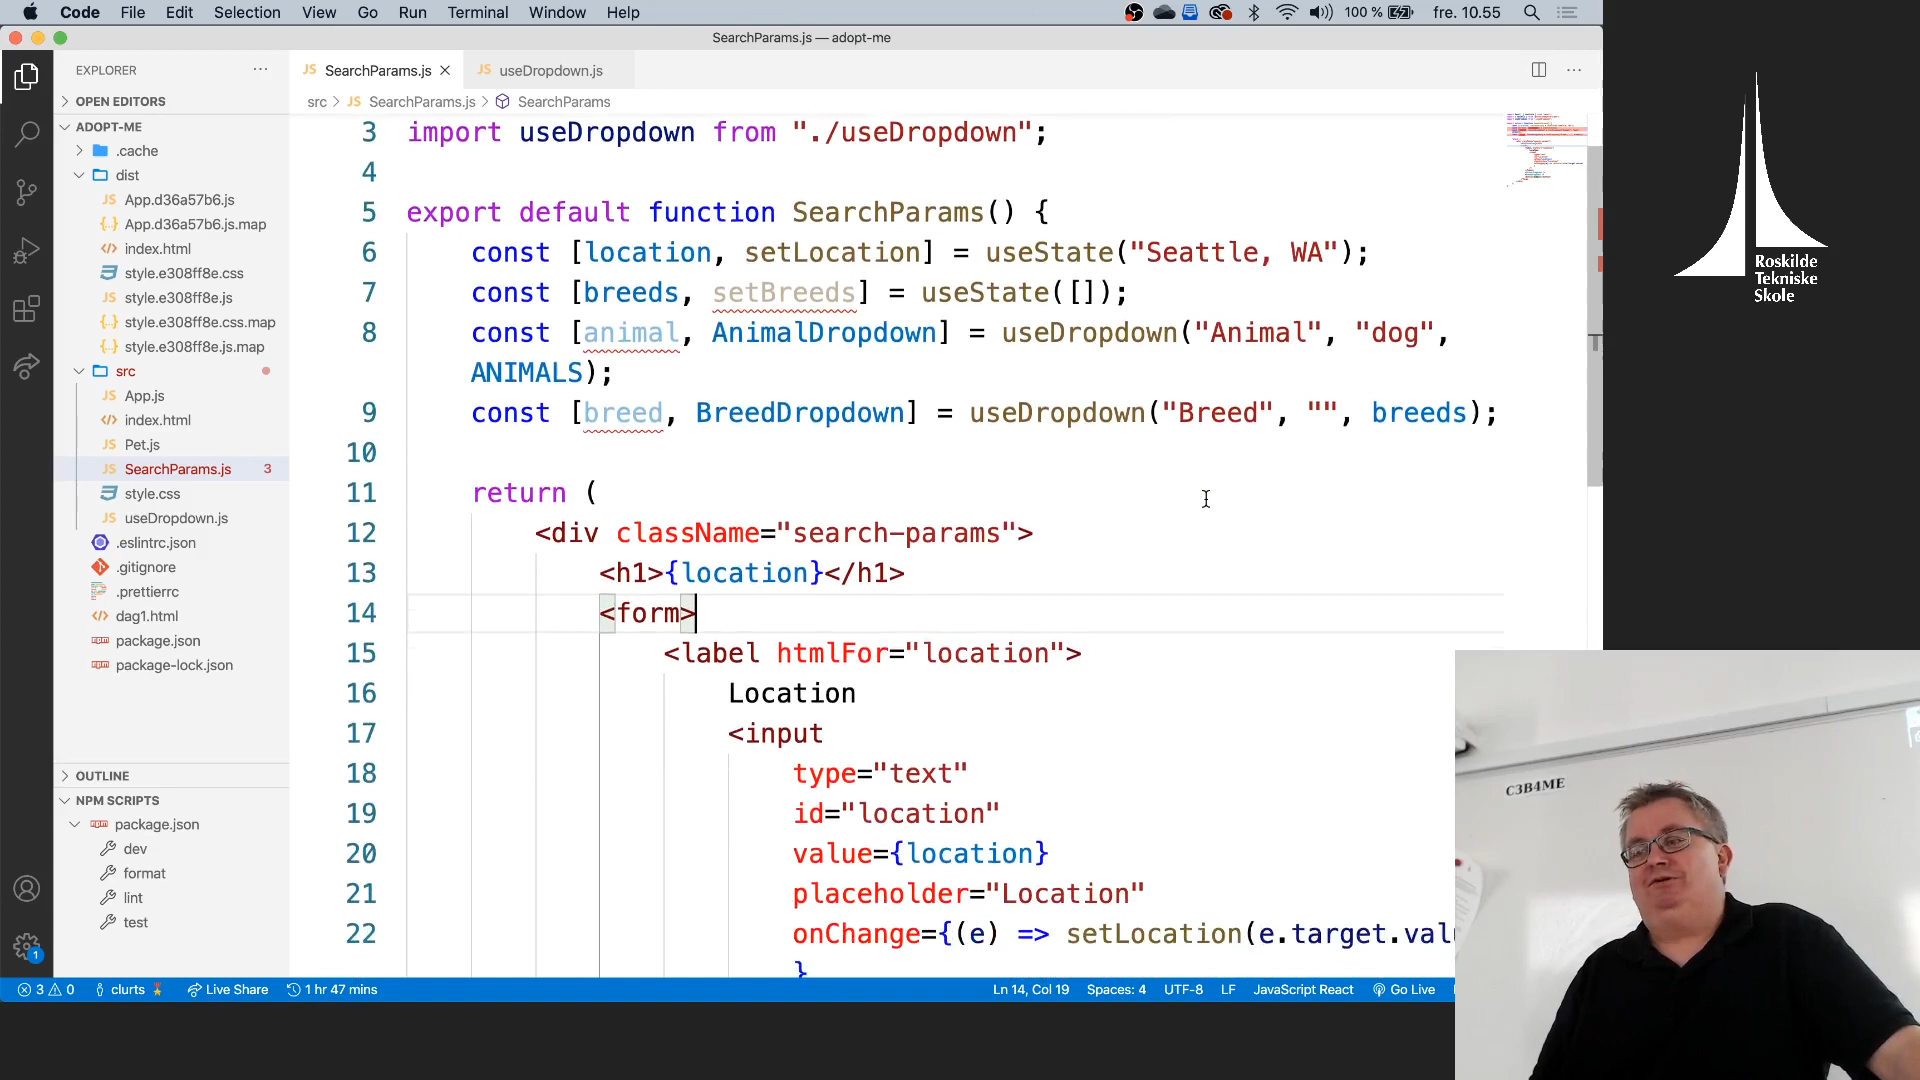 Code File Edit Selection View Go Run Terminal Window Help
100 % fre. 10.55
SearchParams.js — adopt-me
EXPLORER
SearchParams.js
useDropdown.js
OPEN EDITORS
src > SearchParams.js > SearchParams
ADOPT-ME
.cache
dist
App.d36a57b6.js
App.d36a57b6.js.map
index.html
style.e308ff8e.css
style.e308ff8e.js
style.e308ff8e.css.map
style.e308ff8e.js.map
src
App.js
index.html
Pet.js
SearchParams.js 3
style.css
useDropdown.js
.eslintrc.json
.gitignore
.prettierrc
dag1.html
package.json
package-lock.json
OUTLINE
NPM SCRIPTS
package.json
dev
format
lint
test
3 import useDropdown from "./useDropdown";
4
5 export default function SearchParams() {
6 const [location, setLocation] = useState("Seattle, WA");
7 const [breeds, setBreeds] = useState([]);
8 const [animal, AnimalDropdown] = useDropdown("Animal", "dog",
ANIMALS);
9 const [breed, BreedDropdown] = useDropdown("Breed", "", breeds);
10
11 return (
12 <div className="search-params">
13 <h1>{location}</h1>
14 <form>
15 <label htmlFor="location">
16 Location
17 <input
18 type="text"
19 id="location"
20 value={location}
21 placeholder="Location"
22 onChange={(e) => setLocation(e.target.valu
}
1
3 0 clurts Live Share 1 hr 47 mins
Ln 14, Col 19 Spaces: 4 UTF-8 LF JavaScript React Go Live
Roskilde
Tekniske
Skole
C3B4ME